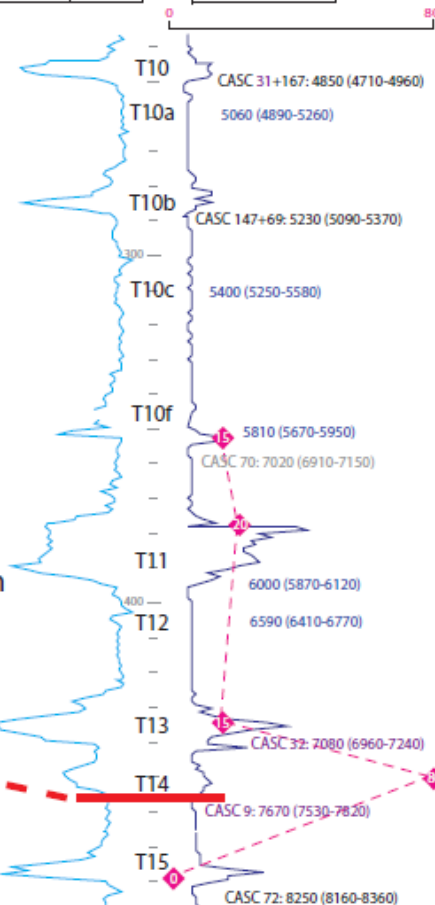 0 80
T10
CASC 31+167: 4850 (4710-4960)
T10a 5060 (4890-5260)
T10b
CASC 147+69: 5230 (5090-5370)
300
T10c 5400 (5250-5580)
T10f
15 5810 (5670-5950)
CASC 70: 7020 (6910-7150)
20
T11
6000 (5870-6120)
400
T12 6590 (6410-6770)
T13 15
CASC 32: 7080 (6960-7240)
T14 8
CASC 9: 7670 (7530-7820)
T15 0
CASC 72: 8250 (8160-8360)